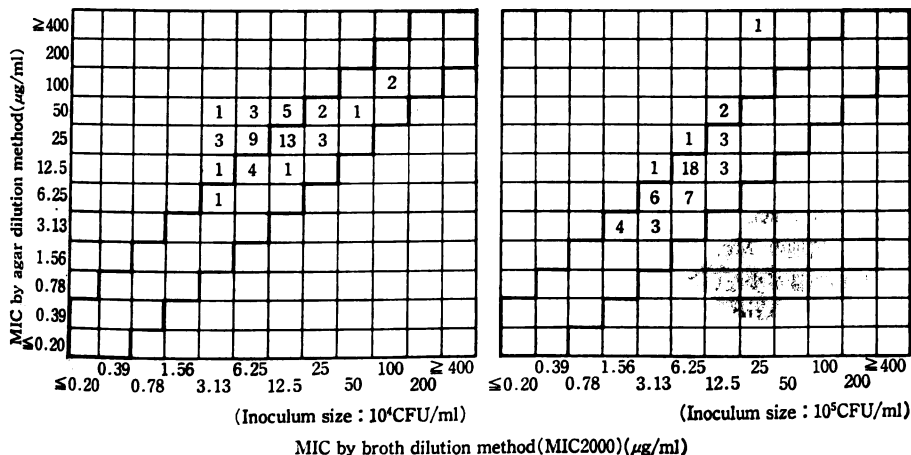 MIC by agar dilution method(μg/ml)
≧400
200
100
50
25
12.5
6.25
3.13
1.56
0.78
0.39
≦0.20
2
1 3 5 2 1
3 9 13 3
1 4 1
1
0.39 1.56 6.25 25 100 ≧400
≦0.20 0.78 3.13 12.5 50 200
(Inoculum size : 10⁴CFU/ml)
1
2
1 3
1 18 3
6 7
4 3
0.39 1.56 6.25 25 100 ≧400
≦0.20 0.78 3.13 12.5 50 200
(Inoculum size : 10⁵CFU/ml)
MIC by broth dilution method(MIC2000)(μg/ml)